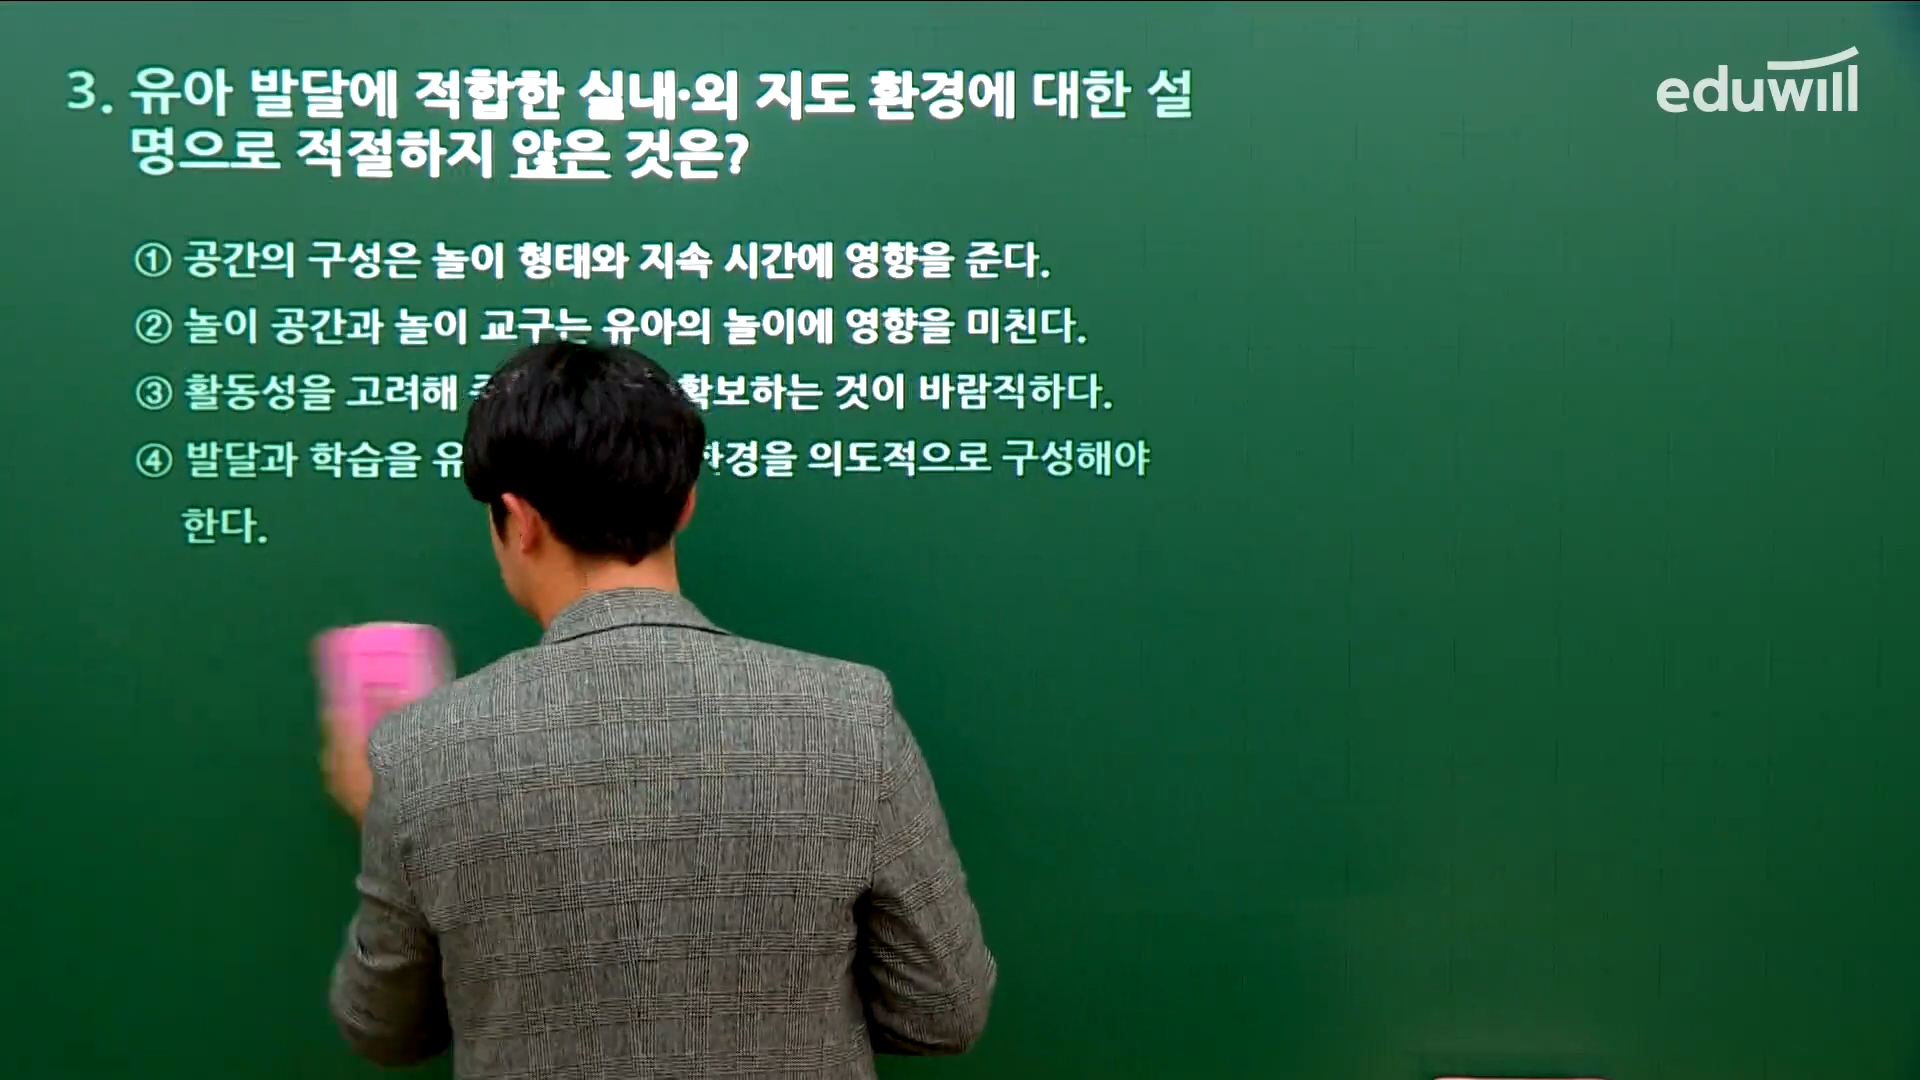 3. 유아 발달에 적합한 실내·외 지도 환경에 대한 설
명으로 적절하지 않은 것은?
eduwill
① 공간의 구성은 놀이 형태와 지속 시간에 영향을 준다.
② 놀이 공간과 놀이 교구는 유아의 놀이에 영향을 미친다.
③ 활동성을 고려해 확보하는 것이 바람직하다.
④ 발달과 학습을 의도적으로 구성해야
한다.